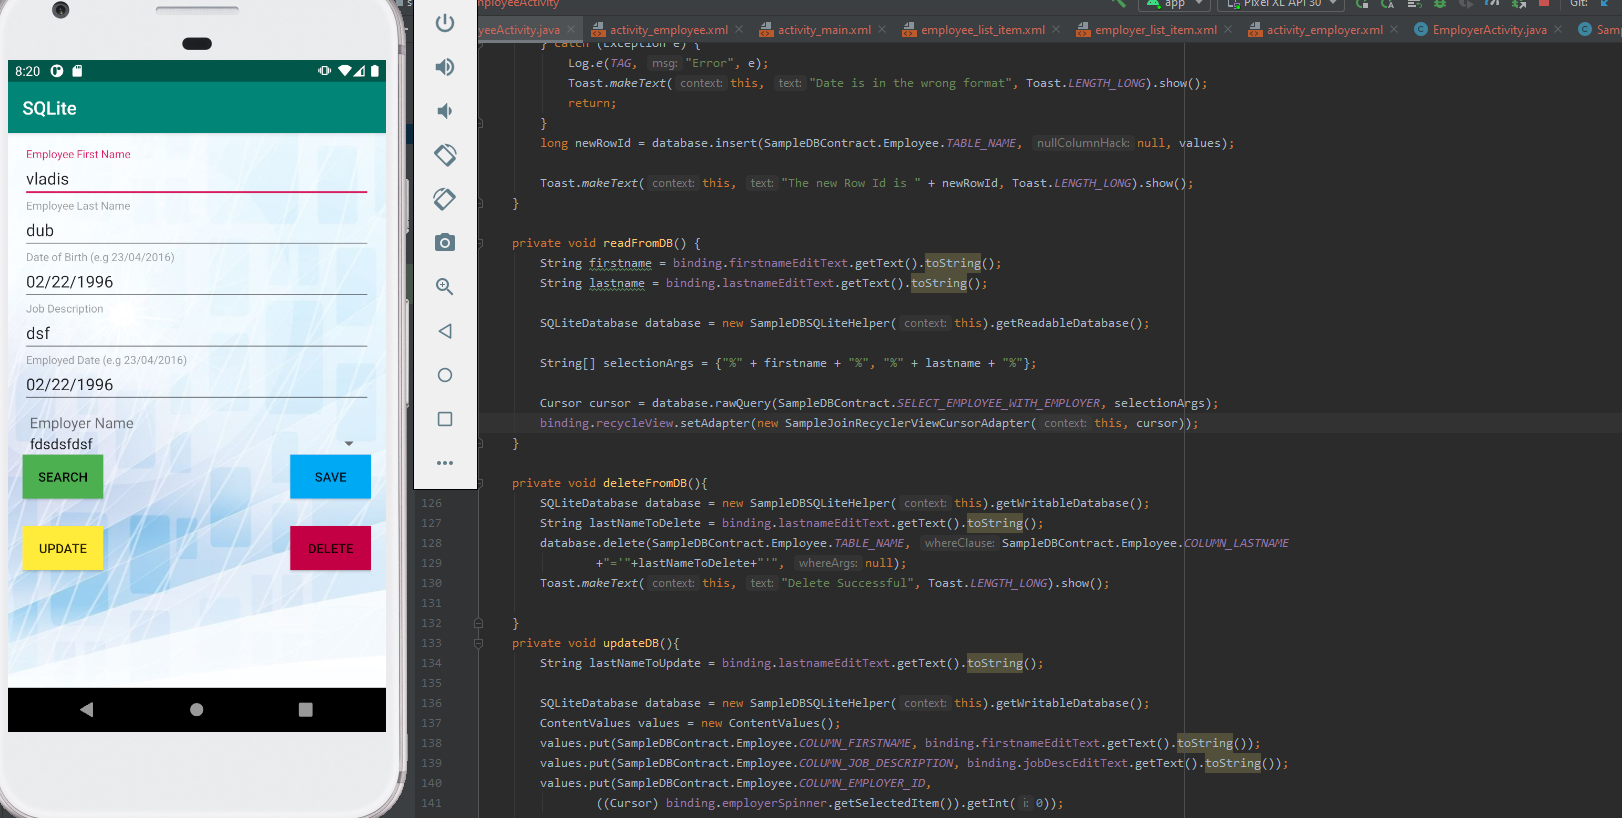 mployeeActivity
app
Pixel XL API 30
Git:
yeeActivity.java
activity_employee.xml
activity_main.xml
employee_list_item.xml
employer_list_item.xml
activity_employer.xml
EmployerActivity.java
Sam
8:20
SQLite
Employee First Name
vladis
Employee Last Name
dub
Date of Birth (e.g 23/04/2016)
02/22/1996
Job Description
dsf
Employed Date (e.g 23/04/2016)
02/22/1996
Employer Name
fdsdsfdsf
SEARCH
SAVE
UPDATE
DELETE
} catch (Exception e) {
Log.e(TAG, msg: "Error", e);
Toast.makeText( context: this, text: "Date is in the wrong format", Toast.LENGTH_LONG).show();
return;
}
long newRowId = database.insert(SampleDBContract.Employee.TABLE_NAME, nullColumnHack: null, values);
Toast.makeText( context: this, text: "The new Row Id is " + newRowId, Toast.LENGTH_LONG).show();
}
private void readFromDB() {
String firstname = binding.firstnameEditText.getText().toString();
String lastname = binding.lastnameEditText.getText().toString();
SQLiteDatabase database = new SampleDBSQLiteHelper( context: this).getReadableDatabase();
String[] selectionArgs = {"%" + firstname + "%", "%" + lastname + "%"};
Cursor cursor = database.rawQuery(SampleDBContract.SELECT_EMPLOYEE_WITH_EMPLOYER, selectionArgs);
binding.recycleView.setAdapter(new SampleJoinRecyclerViewCursorAdapter( context: this, cursor));
}
private void deleteFromDB(){
126 SQLiteDatabase database = new SampleDBSQLiteHelper( context: this).getWritableDatabase();
127 String lastNameToDelete = binding.lastnameEditText.getText().toString();
128 database.delete(SampleDBContract.Employee.TABLE_NAME, whereClause: SampleDBContract.Employee.COLUMN_LASTNAME
129 +"='"+lastNameToDelete+"'", whereArgs: null);
130 Toast.makeText( context: this, text: "Delete Successful", Toast.LENGTH_LONG).show();
131
132 }
133 private void updateDB(){
134 String lastNameToUpdate = binding.lastnameEditText.getText().toString();
135
136 SQLiteDatabase database = new SampleDBSQLiteHelper( context: this).getWritableDatabase();
137 ContentValues values = new ContentValues();
138 values.put(SampleDBContract.Employee.COLUMN_FIRSTNAME, binding.firstnameEditText.getText().toString());
139 values.put(SampleDBContract.Employee.COLUMN_JOB_DESCRIPTION, binding.jobDescEditText.getText().toString());
140 values.put(SampleDBContract.Employee.COLUMN_EMPLOYER_ID,
141 ((Cursor) binding.employerSpinner.getSelectedItem()).getInt( i: 0));